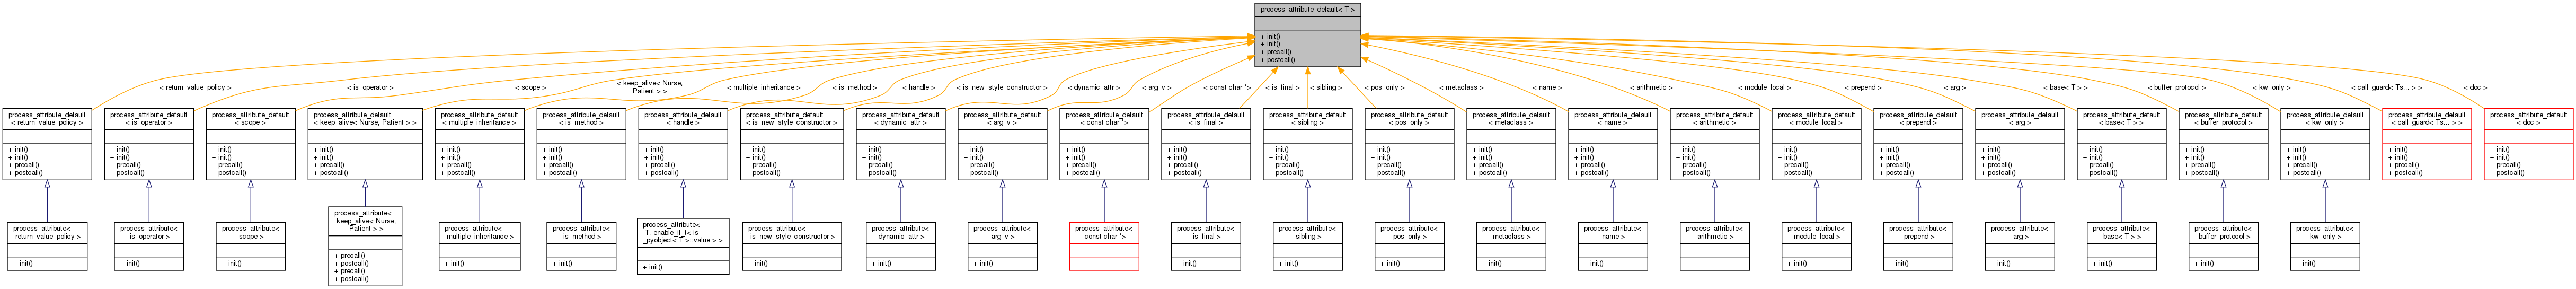 process_attribute_default< T >
+ init()
+ init()
+ precall()
+ postcall()
< return_value_policy >
< is_operator >
< scope >
< keep_alive< Nurse,
Patient > >
< multiple_inheritance >
< is_method >
< handle >
< is_new_style_constructor >
< dynamic_attr >
< arg_v >
< const char *>
< is_final >
< sibling >
< pos_only >
< metaclass >
< name >
< arithmetic >
< module_local >
< prepend >
< arg >
< base< T > >
< buffer_protocol >
< kw_only >
< call_guard< Ts... > >
< doc >
process_attribute_default
< return_value_policy >
+ init()
+ init()
+ precall()
+ postcall()
process_attribute_default
< is_operator >
+ init()
+ init()
+ precall()
+ postcall()
process_attribute_default
< scope >
+ init()
+ init()
+ precall()
+ postcall()
process_attribute_default
< keep_alive< Nurse, Patient > >
+ init()
+ init()
+ precall()
+ postcall()
process_attribute_default
< multiple_inheritance >
+ init()
+ init()
+ precall()
+ postcall()
process_attribute_default
< is_method >
+ init()
+ init()
+ precall()
+ postcall()
process_attribute_default
< handle >
+ init()
+ init()
+ precall()
+ postcall()
process_attribute_default
< is_new_style_constructor >
+ init()
+ init()
+ precall()
+ postcall()
process_attribute_default
< dynamic_attr >
+ init()
+ init()
+ precall()
+ postcall()
process_attribute_default
< arg_v >
+ init()
+ init()
+ precall()
+ postcall()
process_attribute_default
< const char *>
+ init()
+ init()
+ precall()
+ postcall()
process_attribute_default
< is_final >
+ init()
+ init()
+ precall()
+ postcall()
process_attribute_default
< sibling >
+ init()
+ init()
+ precall()
+ postcall()
process_attribute_default
< pos_only >
+ init()
+ init()
+ precall()
+ postcall()
process_attribute_default
< metaclass >
+ init()
+ init()
+ precall()
+ postcall()
process_attribute_default
< name >
+ init()
+ init()
+ precall()
+ postcall()
process_attribute_default
< arithmetic >
+ init()
+ init()
+ precall()
+ postcall()
process_attribute_default
< module_local >
+ init()
+ init()
+ precall()
+ postcall()
process_attribute_default
< prepend >
+ init()
+ init()
+ precall()
+ postcall()
process_attribute_default
< arg >
+ init()
+ init()
+ precall()
+ postcall()
process_attribute_default
< base< T > >
+ init()
+ init()
+ precall()
+ postcall()
process_attribute_default
< buffer_protocol >
+ init()
+ init()
+ precall()
+ postcall()
process_attribute_default
< kw_only >
+ init()
+ init()
+ precall()
+ postcall()
process_attribute_default
< call_guard< Ts... > >
+ init()
+ init()
+ precall()
+ postcall()
process_attribute_default
< doc >
+ init()
+ init()
+ precall()
+ postcall()
process_attribute<
return_value_policy >
+ init()
process_attribute<
is_operator >
+ init()
process_attribute<
scope >
+ init()
process_attribute<
keep_alive< Nurse,
Patient > >
+ precall()
+ postcall()
+ precall()
+ postcall()
process_attribute<
multiple_inheritance >
+ init()
process_attribute<
is_method >
+ init()
process_attribute<
T, enable_if_t< is
_pyobject< T >::value > >
+ init()
process_attribute<
is_new_style_constructor >
+ init()
process_attribute<
dynamic_attr >
+ init()
process_attribute<
arg_v >
+ init()
process_attribute<
const char *>
process_attribute<
is_final >
+ init()
process_attribute<
sibling >
+ init()
process_attribute<
pos_only >
+ init()
process_attribute<
metaclass >
+ init()
process_attribute<
name >
+ init()
process_attribute<
arithmetic >
process_attribute<
module_local >
+ init()
process_attribute<
prepend >
+ init()
process_attribute<
arg >
+ init()
process_attribute<
base< T > >
+ init()
process_attribute<
buffer_protocol >
+ init()
process_attribute<
kw_only >
+ init()